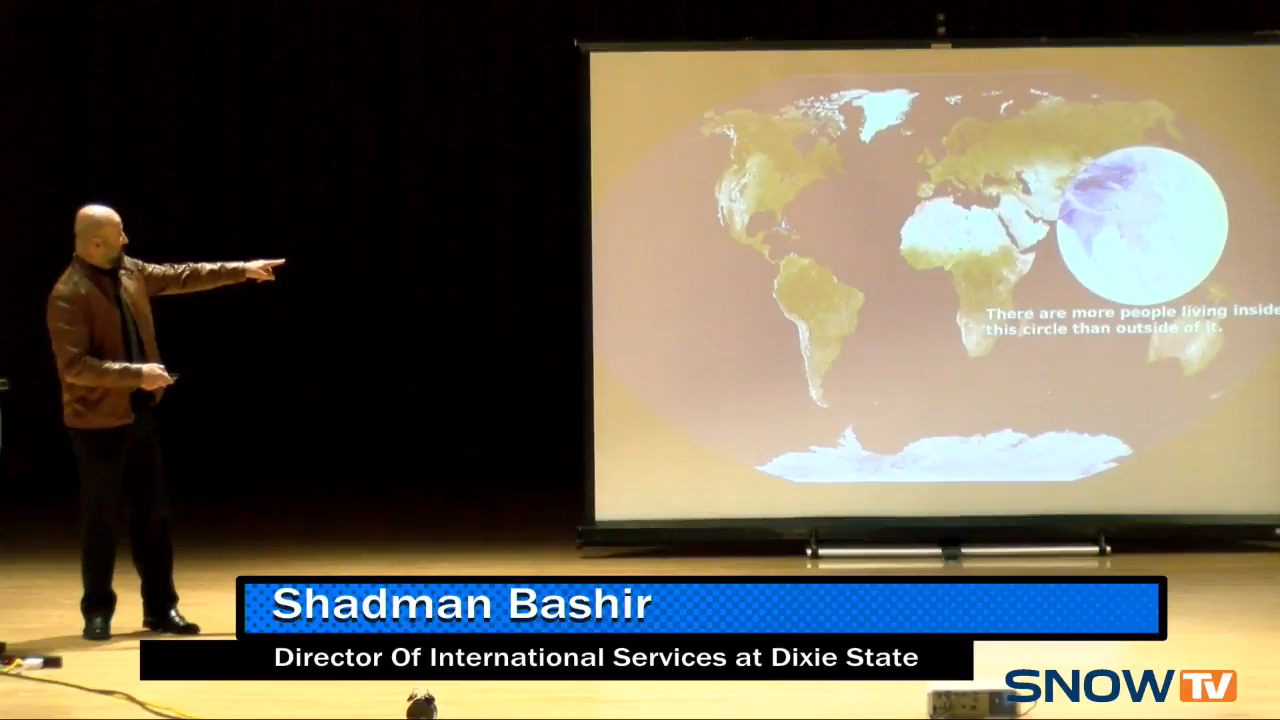 There are more people living inside
this circle than outside of it.
Shadman Bashir
Director Of International Services at Dixie State
SNOW TV